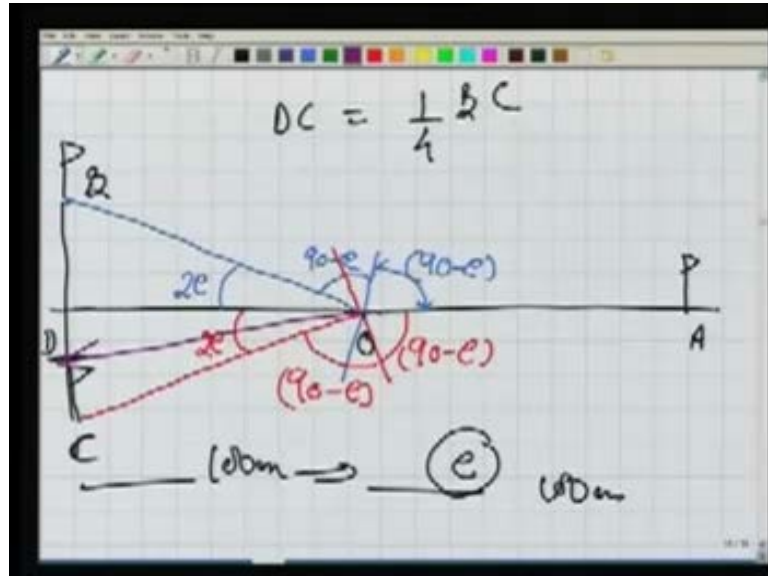 DC = 1/4 BC
P
B
90-e
(90-e)
2e
P
D
2e
O
A
P
(90-e)
(90-e)
C
100m
e
100m